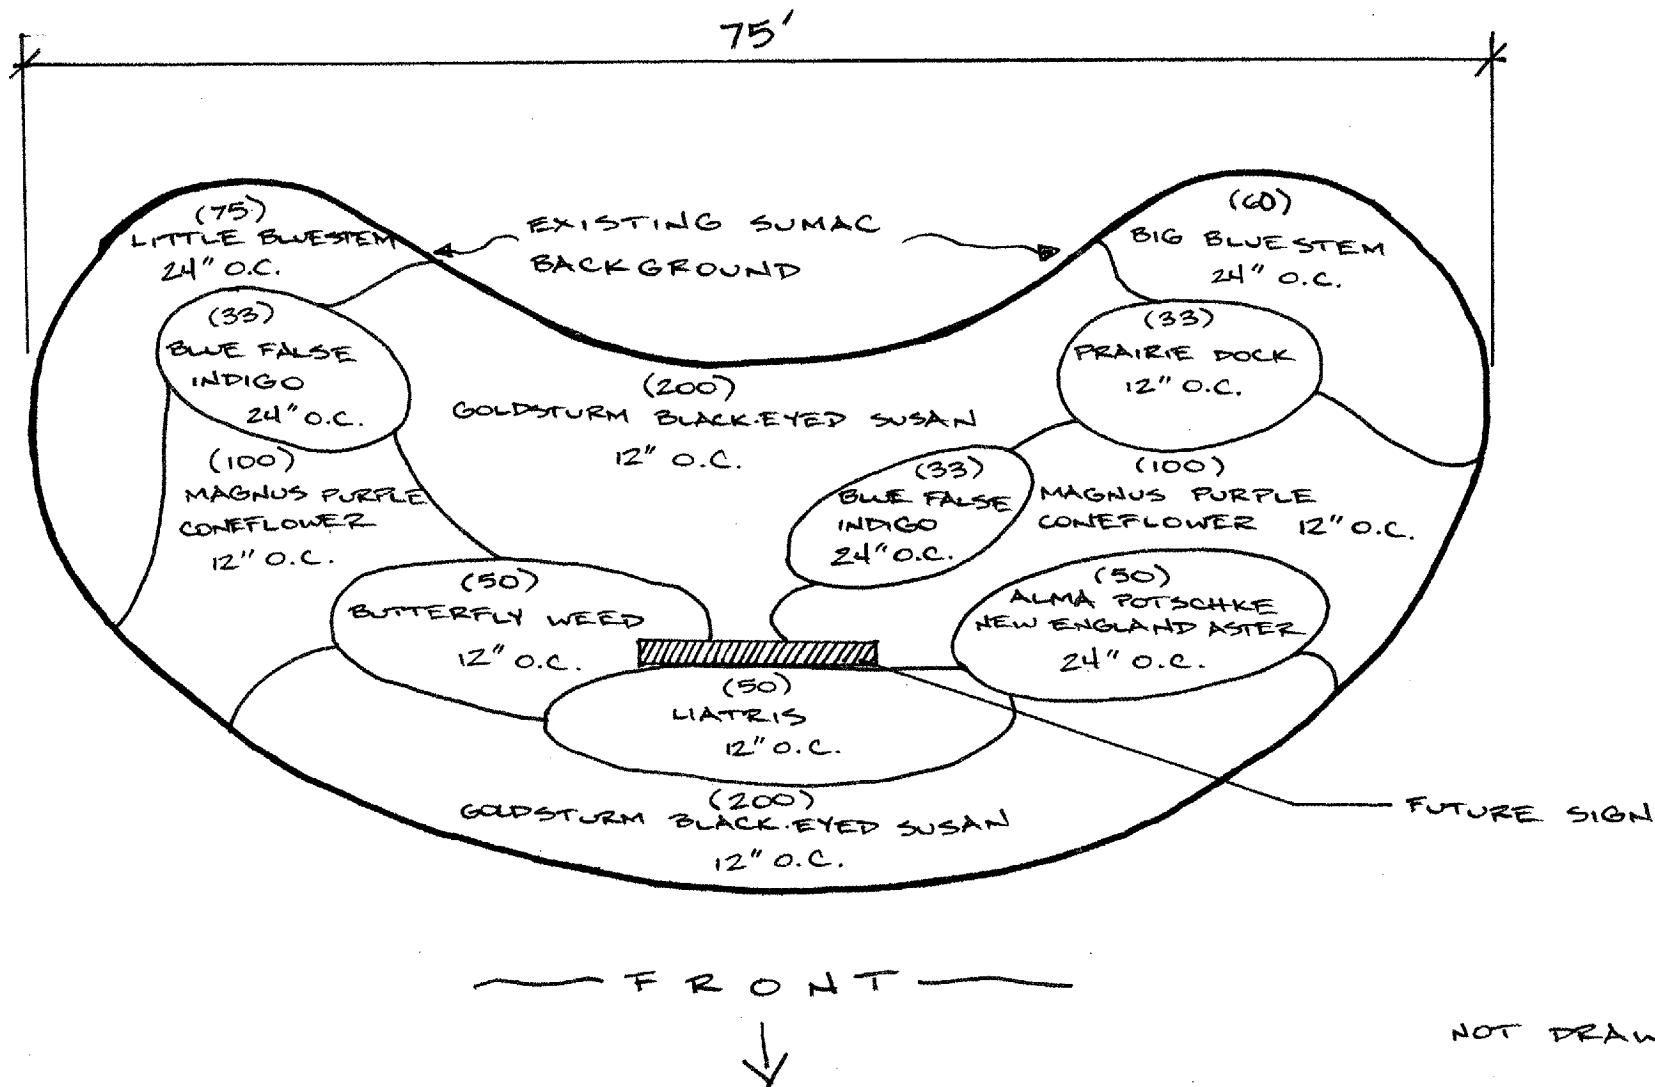 75'
(75)
LITTLE BLUESTEM
24" O.C.
EXISTING SUMAC
BACKGROUND
(60)
BIG BLUESTEM
24" O.C.
(33)
BLUE FALSE
INDIGO
24" O.C.
(200)
GOLDSTURM BLACK-EYED SUSAN
12" O.C.
(33)
PRAIRIE DOCK
12" O.C.
(100)
MAGNUS PURPLE
CONEFLOWER
12" O.C.
(33)
BLUE FALSE
INDIGO
24" O.C.
(100)
MAGNUS PURPLE
CONEFLOWER 12" O.C.
(50)
BUTTERFLY WEED
12" O.C.
(50)
ALMA POTSCHKE
NEW ENGLAND ASTER
24" O.C.
(50)
LIATRIS
12" O.C.
(200)
GOLDSTURM BLACK-EYED SUSAN
12" O.C.
FUTURE SIGN
FRONT
NOT DRAW